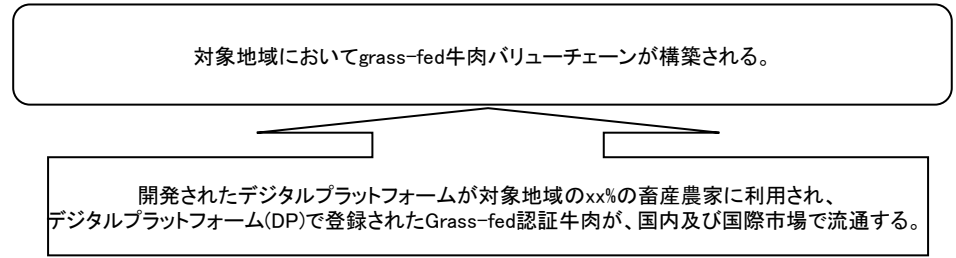 対象地域においてgrass-fed牛肉バリューチェーンが構築される。
開発されたデジタルプラットフォームが対象地域のxx%の畜産農家に利用され、
デジタルプラットフォーム(DP)で登録されたGrass-fed認証牛肉が、国内及び国際市場で流通する。